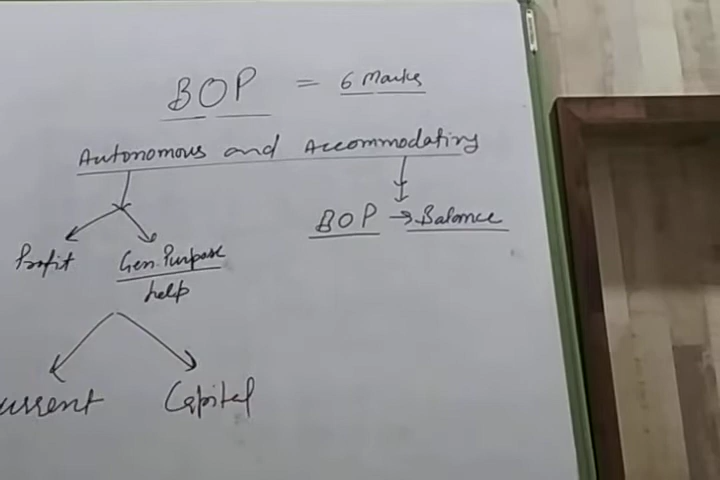 BOP = 6 Marks
Autonomous and Accommodating
BOP → Balance
Profit Gen. Purpose
help
urrent Capital